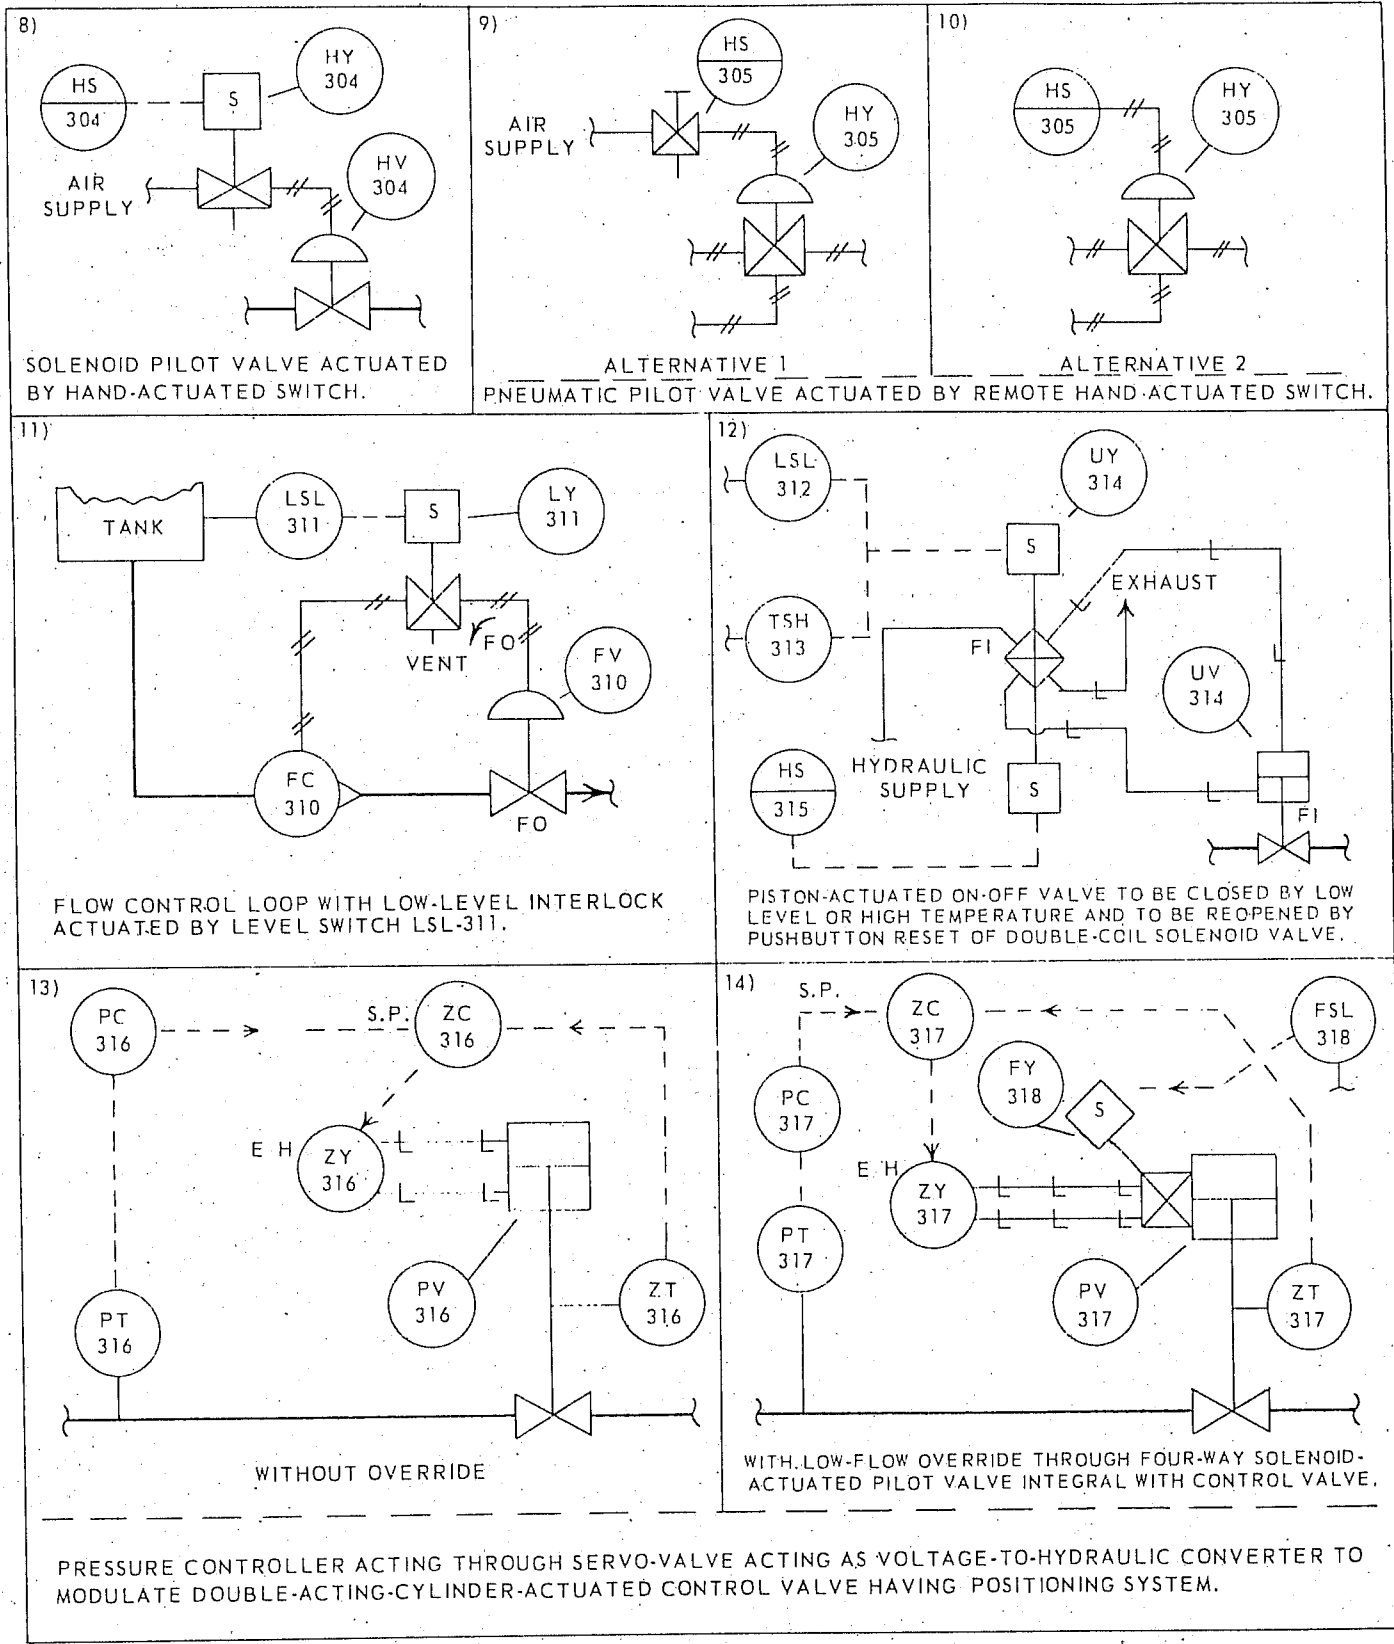 8)
HS
304
S
HY
304
AIR
SUPPLY
HV
304
SOLENOID PILOT VALVE ACTUATED
BY HAND-ACTUATED SWITCH.
9)
HS
305
AIR
SUPPLY
HY
305
ALTERNATIVE 1
10)
HS
305
HY
305
ALTERNATIVE 2
PNEUMATIC PILOT VALVE ACTUATED BY REMOTE HAND-ACTUATED SWITCH.
11)
TANK
LSL
311
S
LY
311
VENT
FO
FV
310
FC
310
FO
FLOW CONTROL LOOP WITH LOW-LEVEL INTERLOCK
ACTUATED BY LEVEL SWITCH LSL-311.
12)
LSL
312
UY
314
S
EXHAUST
TSH
313
FI
UV
314
HS
315
HYDRAULIC
SUPPLY
S
FI
PISTON-ACTUATED ON-OFF VALVE TO BE CLOSED BY LOW
LEVEL OR HIGH TEMPERATURE AND TO BE REOPENED BY
PUSHBUTTON RESET OF DOUBLE-COIL SOLENOID VALVE.
13)
PC
316
S.P.
ZC
316
E H
ZY
316
PV
316
ZT
316
PT
316
WITHOUT OVERRIDE
14)
S.P.
ZC
317
FSL
318
FY
318
S
PC
317
E H
ZY
317
PT
317
PV
317
ZT
317
WITH LOW-FLOW OVERRIDE THROUGH FOUR-WAY SOLENOID-
ACTUATED PILOT VALVE INTEGRAL WITH CONTROL VALVE.
PRESSURE CONTROLLER ACTING THROUGH SERVO-VALVE ACTING AS VOLTAGE-TO-HYDRAULIC CONVERTER TO
MODULATE DOUBLE-ACTING-CYLINDER-ACTUATED CONTROL VALVE HAVING POSITIONING SYSTEM.